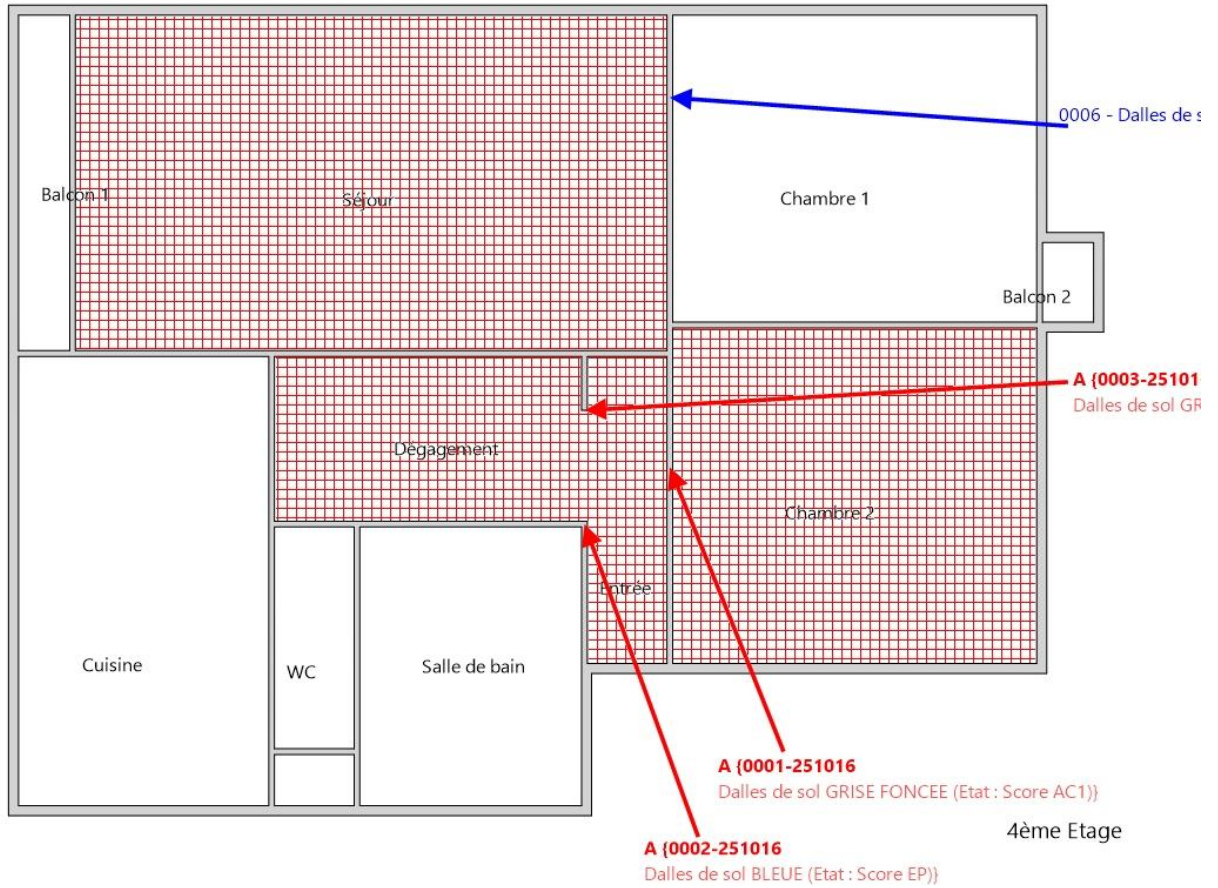 0006 - Dalles de s
Balcon 1
Séjour
Chambre 1
Balcon 2
A {0003-25101
Dalles de sol GR
Dégagement
Chambre 2
Entrée
Cuisine
WC
Salle de bain
A {0001-251016
Dalles de sol GRISE FONCEE (Etat : Score AC1)}
4ème Etage
A {0002-251016
Dalles de sol BLEUE (Etat : Score EP)}